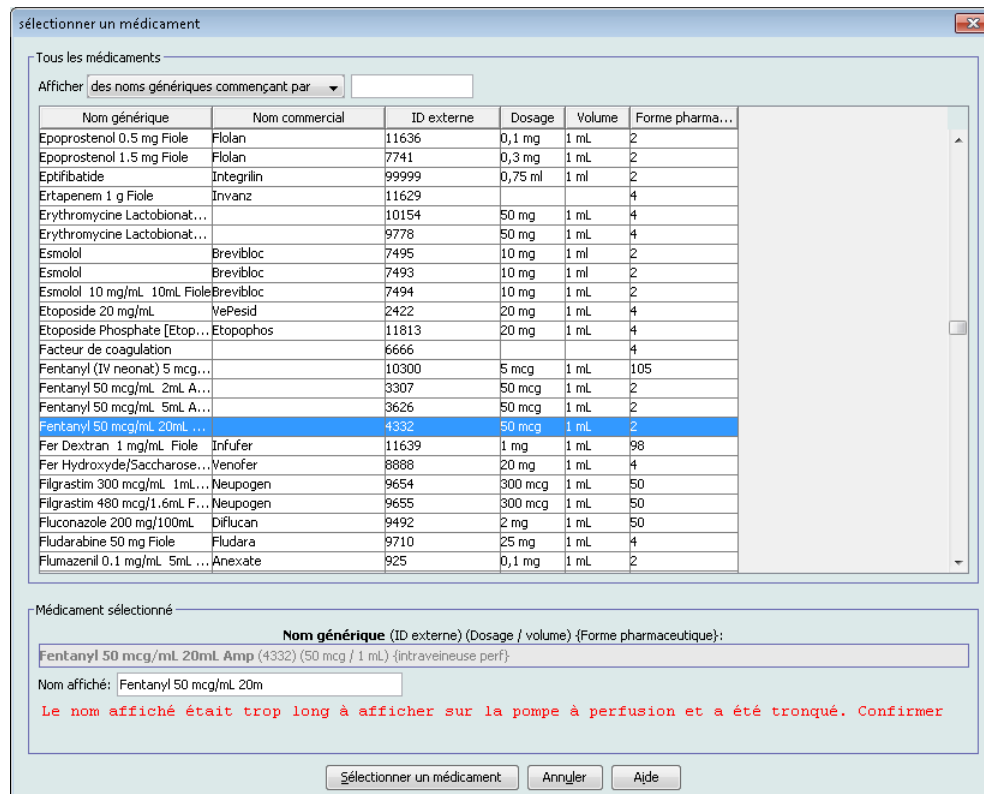 sélectionner un médicament
Tous les médicaments
Afficher des noms génériques commençant par
Nom générique Nom commercial ID externe Dosage Volume Forme pharma...
Epoprostenol 0.5 mg Fiole Flolan 11636 0,1 mg 1 mL 2
Epoprostenol 1.5 mg Fiole Flolan 7741 0,3 mg 1 mL 2
Eptifibatide Integrilin 99999 0,75 ml 1 ml 2
Ertapenem 1 g Fiole Invanz 11629 4
Erythromycine Lactobionat... 10154 50 mg 1 mL 4
Erythromycine Lactobionat... 9778 50 mg 1 mL 4
Esmolol Brevibloc 7495 10 mg 1 ml 2
Esmolol Brevibloc 7493 10 mg 1 ml 2
Esmolol 10 mg/mL 10mL Fiole Brevibloc 7494 10 mg 1 mL 2
Etoposide 20 mg/mL VePesid 2422 20 mg 1 mL 4
Etoposide Phosphate [Etop... Etopophos 11813 20 mg 1 mL 4
Facteur de coagulation 6666 4
Fentanyl (IV neonat) 5 mcg... 10300 5 mcg 1 mL 105
Fentanyl 50 mcg/mL 2mL A... 3307 50 mcg 1 mL 2
Fentanyl 50 mcg/mL 5mL A... 3626 50 mcg 1 mL 2
Fentanyl 50 mcg/mL 20mL ... 4332 50 mcg 1 mL 2
Fer Dextran 1 mg/mL Fiole Infufer 11639 1 mg 1 mL 98
Fer Hydroxyde/Saccharose... Venofer 8888 20 mg 1 mL 4
Filgrastim 300 mcg/mL 1mL... Neupogen 9654 300 mcg 1 mL 50
Filgrastim 480 mcg/1.6mL F... Neupogen 9655 300 mcg 1 mL 50
Fluconazole 200 mg/100mL Diflucan 9492 2 mg 1 mL 50
Fludarabine 50 mg Fiole Fludara 9710 25 mg 1 mL 4
Flumazenil 0.1 mg/mL 5mL ... Anexate 925 0,1 mg 1 mL 2
Médicament sélectionné
Nom générique (ID externe) (Dosage / volume) {Forme pharmaceutique}:
Fentanyl 50 mcg/mL 20mL Amp (4332) (50 mcg / 1 mL) {intraveineuse perf}
Nom affiché: Fentanyl 50 mcg/mL 20m
Le nom affiché était trop long à afficher sur la pompe à perfusion et a été tronqué. Confirmer
Sélectionner un médicament Annuler Aide